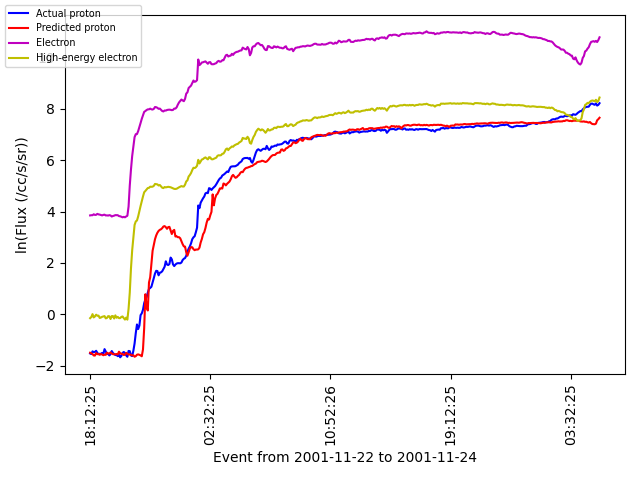 Actual proton
Predicted proton
Electron
High-energy electron
ln(Flux (/cc/s/sr))
8
6
4
2
0
−2
18:12:25
02:32:25
10:52:26
19:12:25
03:32:25
Event from 2001-11-22 to 2001-11-24